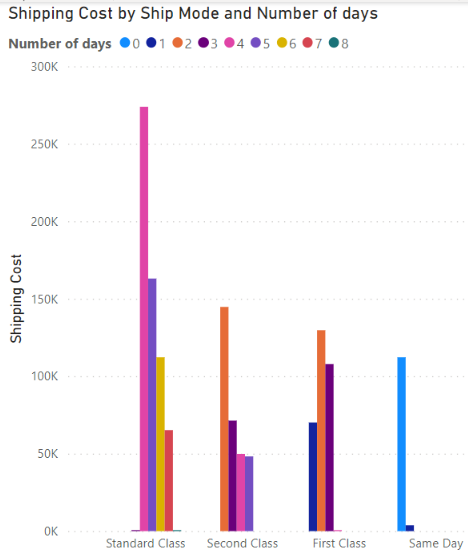 Shipping Cost by Ship Mode and Number of days
Number of days 0 1 2 3 4 5 6 7 8
300K
250K
200K
150K
100K
50K
0K
Shipping Cost
Standard Class Second Class First Class Same Day